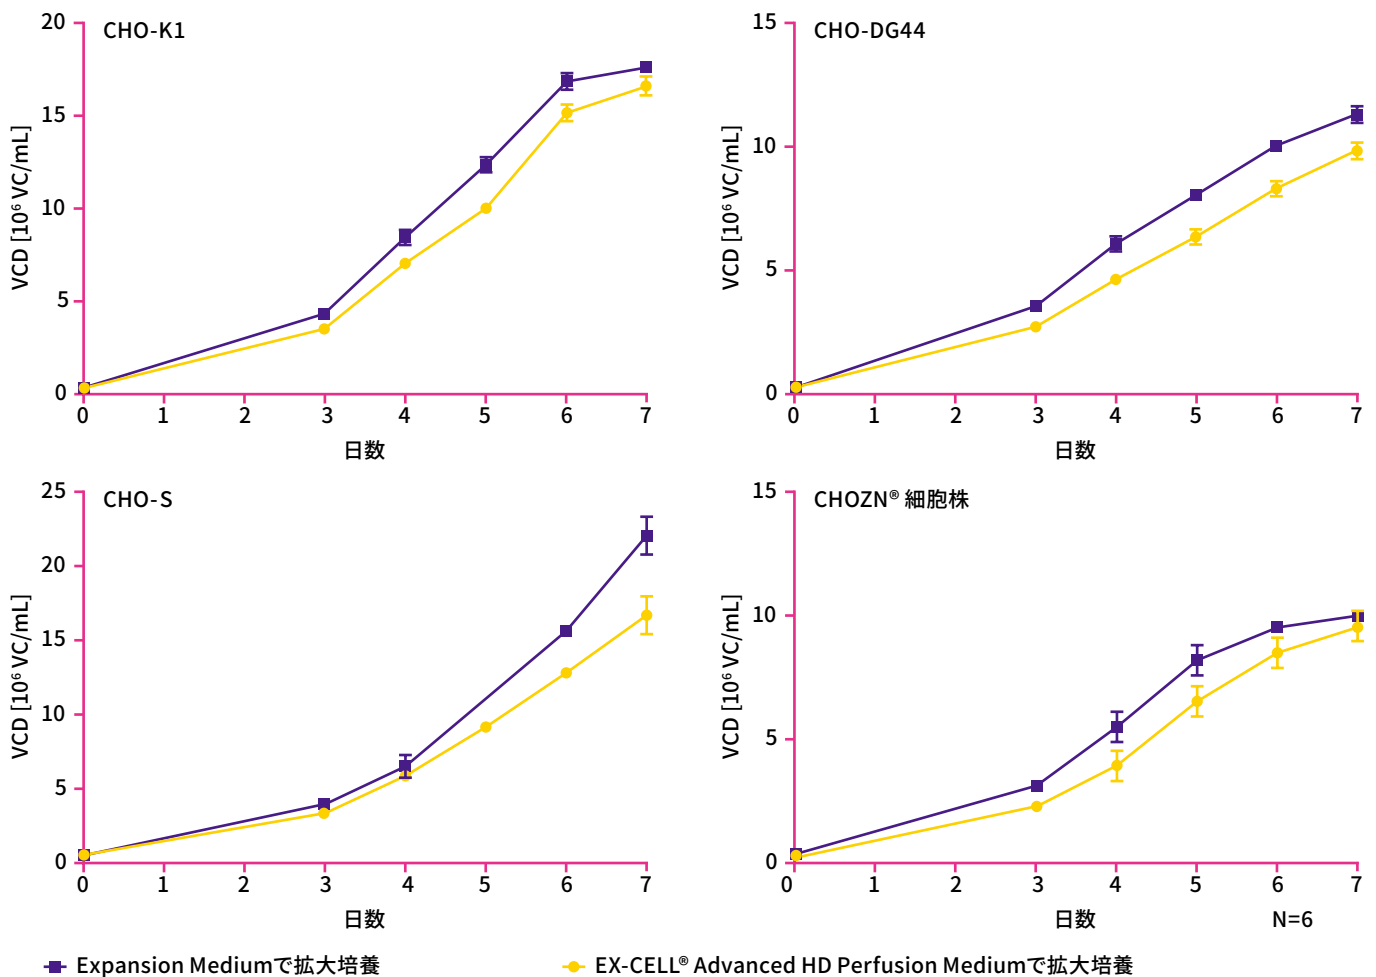 CHO-K1
20
15
10
5
0
VCD [10⁶ VC/mL]
0 1 2 3 4 5 6 7
日数
CHO-DG44
15
10
5
0
VCD [10⁶ VC/mL]
0 1 2 3 4 5 6 7
日数
CHO-S
25
20
15
10
5
0
VCD [10⁶ VC/mL]
0 1 2 3 4 5 6 7
日数
CHOZN® 細胞株
15
10
5
0
VCD [10⁶ VC/mL]
0 1 2 3 4 5 6 7
日数
N=6
Expansion Mediumで拡大培養
EX-CELL® Advanced HD Perfusion Mediumで拡大培養